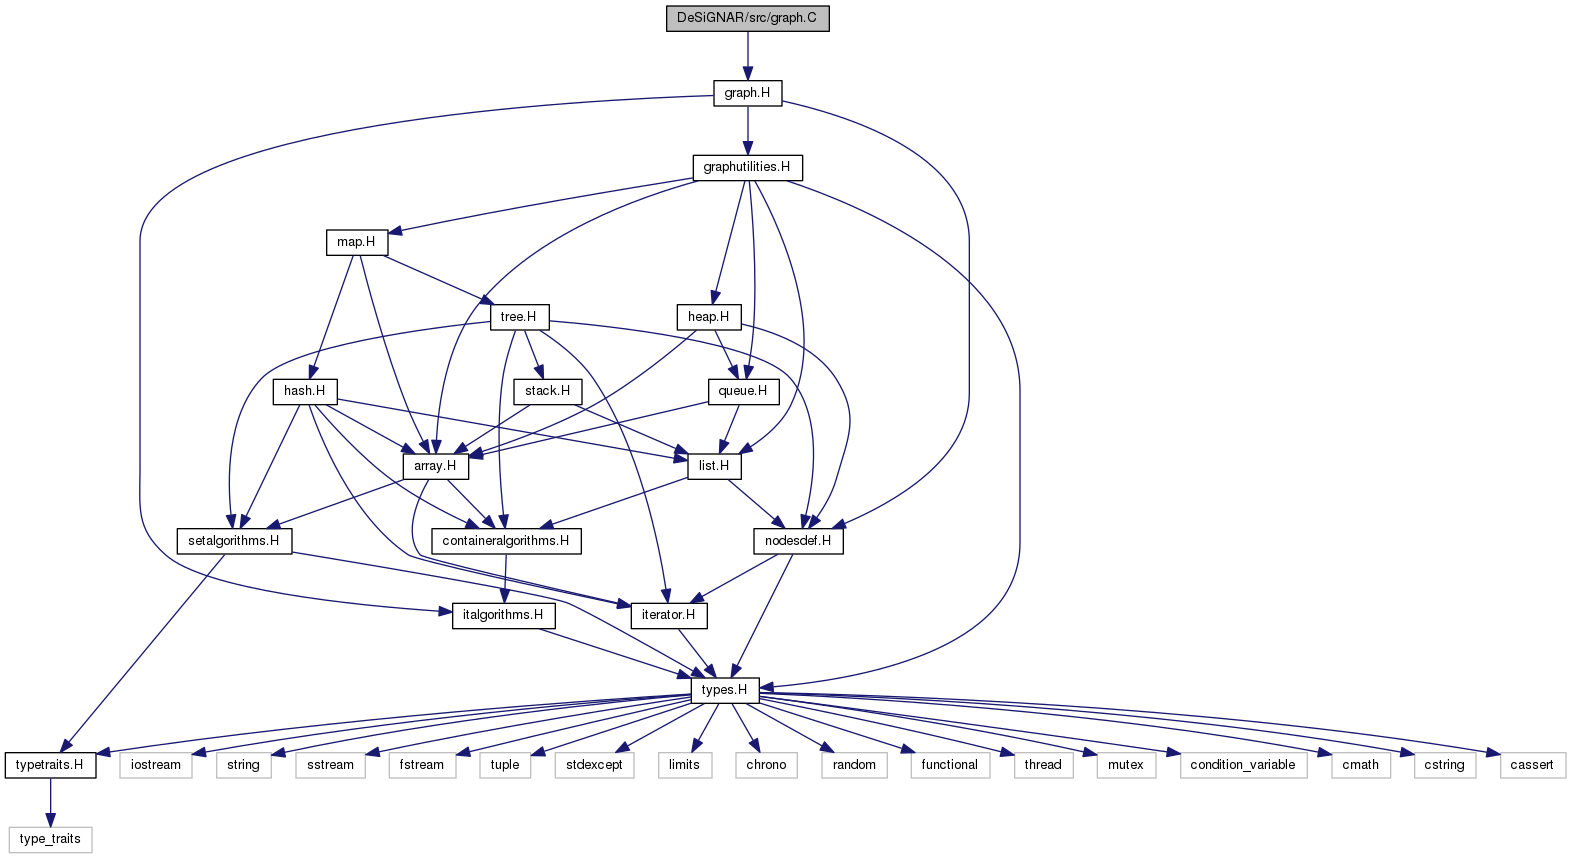 DeSiGNAR/src/graph.C
graph.H
graphutilities.H
map.H
tree.H
heap.H
hash.H
stack.H
queue.H
array.H
list.H
setalgorithms.H
containeralgorithms.H
nodesdef.H
italgorithms.H
iterator.H
types.H
typetraits.H
iostream
string
sstream
fstream
tuple
stdexcept
limits
chrono
random
functional
thread
mutex
condition_variable
cmath
cstring
cassert
type_traits